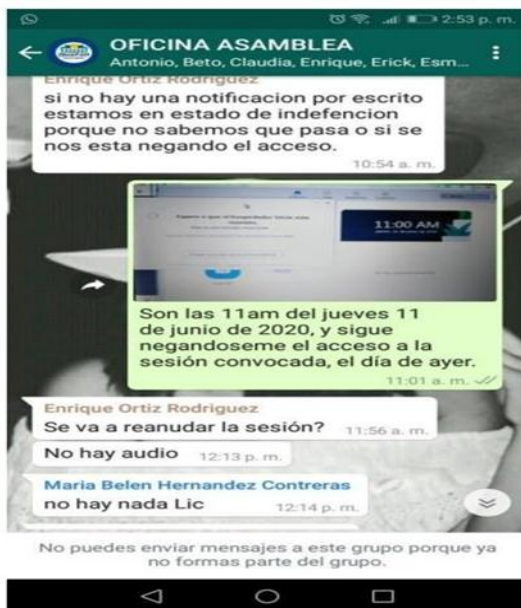 2:53 p. m.
OFICINA ASAMBLEA
Antonio, Beto, Claudia, Enrique, Erick, Esm...
Enrique Ortiz Rodriguez
si no hay una notificacion por escrito
estamos en estado de indefencion
porque no sabemos que pasa o si se
nos esta negando el acceso.
10:54 a. m.
11:00 AM
Son las 11am del jueves 11
de junio de 2020, y sigue
negandoseme el acceso a la
sesión convocada, el día de ayer.
11:01 a. m.
Enrique Ortiz Rodriguez
Se va a reanudar la sesión? 11:56 a. m.
No hay audio 12:13 p. m.
Maria Belen Hernandez Contreras
no hay nada Lic 12:14 p. m.
No puedes enviar mensajes a este grupo porque ya
no formas parte del grupo.